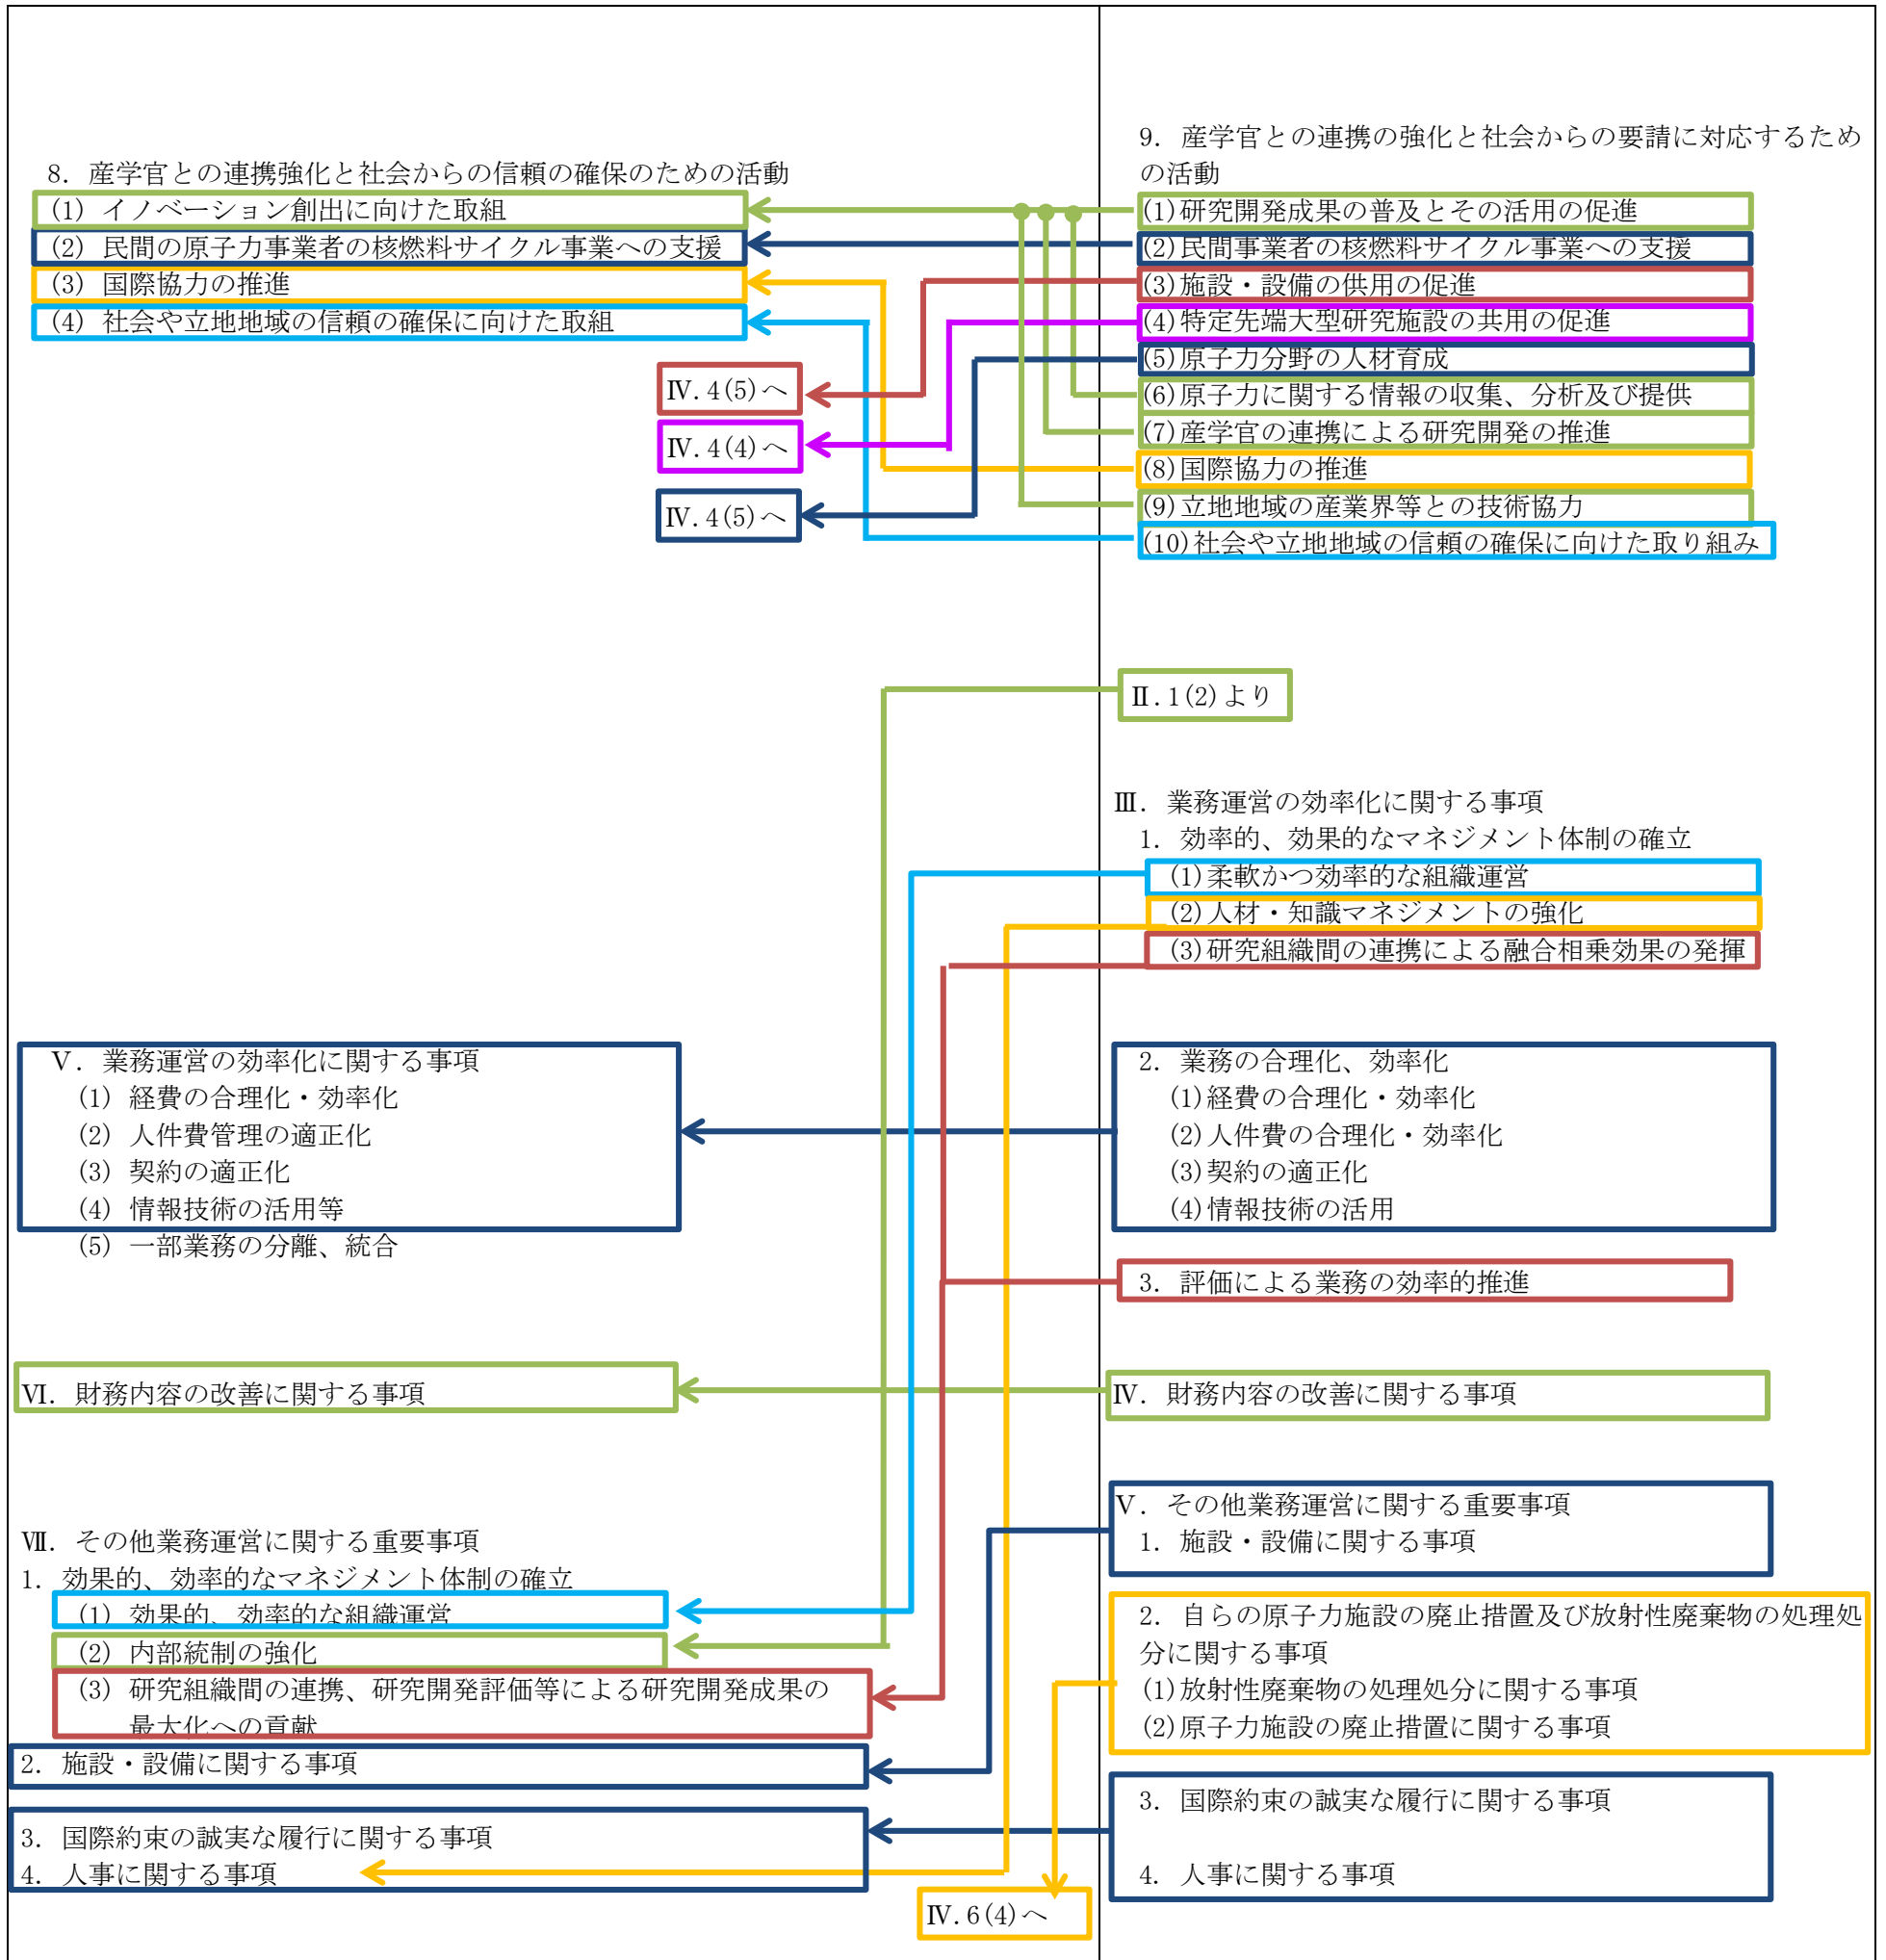 8. 産学官との連携強化と社会からの信頼の確保のための活動
(1) イノベーション創出に向けた取組
(2) 民間の原子力事業者の核燃料サイクル事業への支援
(3) 国際協力の推進
(4) 社会や立地地域の信頼の確保に向けた取組
Ⅳ.4(5)へ
Ⅳ.4(4)へ
Ⅳ.4(5)へ
Ⅴ. 業務運営の効率化に関する事項
(1) 経費の合理化・効率化
(2) 人件費管理の適正化
(3) 契約の適正化
(4) 情報技術の活用等
(5) 一部業務の分離、統合
Ⅵ. 財務内容の改善に関する事項
Ⅶ. その他業務運営に関する重要事項
1. 効果的、効率的なマネジメント体制の確立
(1) 効果的、効率的な組織運営
(2) 内部統制の強化
(3) 研究組織間の連携、研究開発評価等による研究開発成果の
最大化への貢献
2. 施設・設備に関する事項
3. 国際約束の誠実な履行に関する事項
4. 人事に関する事項
Ⅳ.6(4)へ
9. 産学官との連携の強化と社会からの要請に対応するため
の活動
(1)研究開発成果の普及とその活用の促進
(2)民間事業者の核燃料サイクル事業への支援
(3)施設・設備の供用の促進
(4)特定先端大型研究施設の共用の促進
(5)原子力分野の人材育成
(6)原子力に関する情報の収集、分析及び提供
(7)産学官の連携による研究開発の推進
(8)国際協力の推進
(9)立地地域の産業界等との技術協力
(10)社会や立地地域の信頼の確保に向けた取り組み
Ⅱ.1(2)より
Ⅲ. 業務運営の効率化に関する事項
1. 効率的、効果的なマネジメント体制の確立
(1)柔軟かつ効率的な組織運営
(2)人材・知識マネジメントの強化
(3)研究組織間の連携による融合相乗効果の発揮
2. 業務の合理化、効率化
(1)経費の合理化・効率化
(2)人件費の合理化・効率化
(3)契約の適正化
(4)情報技術の活用
3. 評価による業務の効率的推進
Ⅳ. 財務内容の改善に関する事項
Ⅴ. その他業務運営に関する重要事項
1. 施設・設備に関する事項
2. 自らの原子力施設の廃止措置及び放射性廃棄物の処理処
分に関する事項
(1)放射性廃棄物の処理処分に関する事項
(2)原子力施設の廃止措置に関する事項
3. 国際約束の誠実な履行に関する事項
4. 人事に関する事項